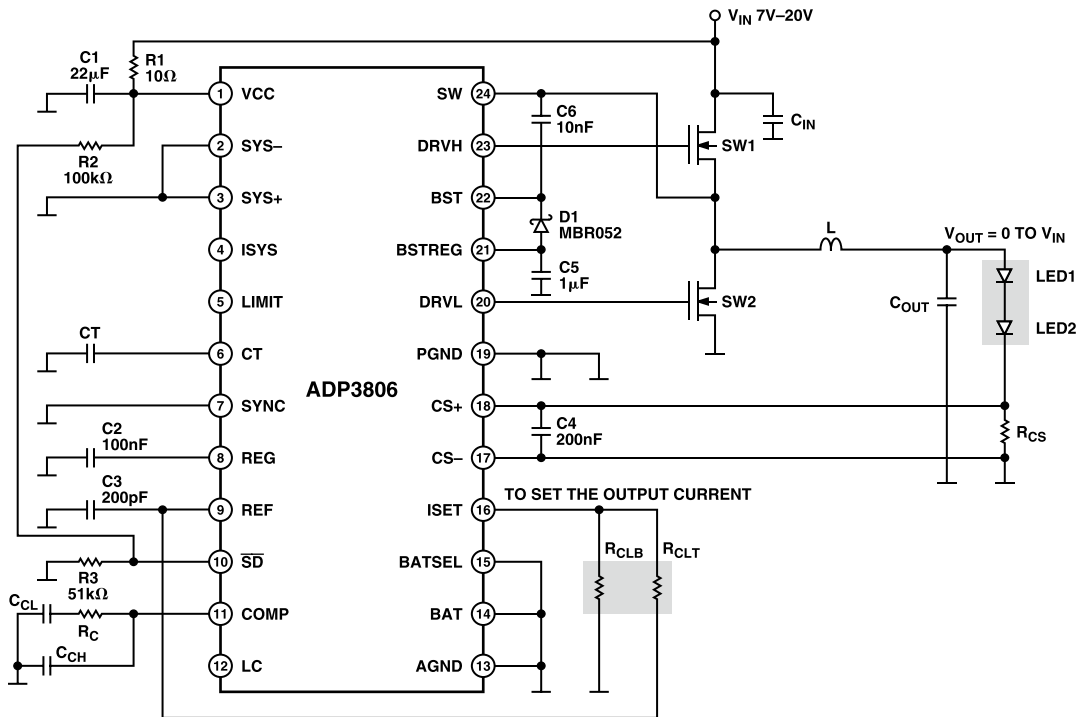 V_IN 7V–20V
C1
22μF
R1
10Ω
R2
100kΩ
CT
C2
100nF
C3
200pF
R3
51kΩ
C_CL
R_C
C_CH
ADP3806
1 VCC
2 SYS–
3 SYS+
4 ISYS
5 LIMIT
6 CT
7 SYNC
8 REG
9 REF
10 SD
11 COMP
12 LC
SW 24
DRVH 23
BST 22
BSTREG 21
DRVL 20
PGND 19
CS+ 18
CS– 17
ISET 16
BATSEL 15
BAT 14
AGND 13
C6
10nF
D1
MBR052
C5
1μF
C4
200nF
C_IN
SW1
SW2
L
V_OUT = 0 TO V_IN
C_OUT
LED1
LED2
R_CS
TO SET THE OUTPUT CURRENT
R_CLB
R_CLT